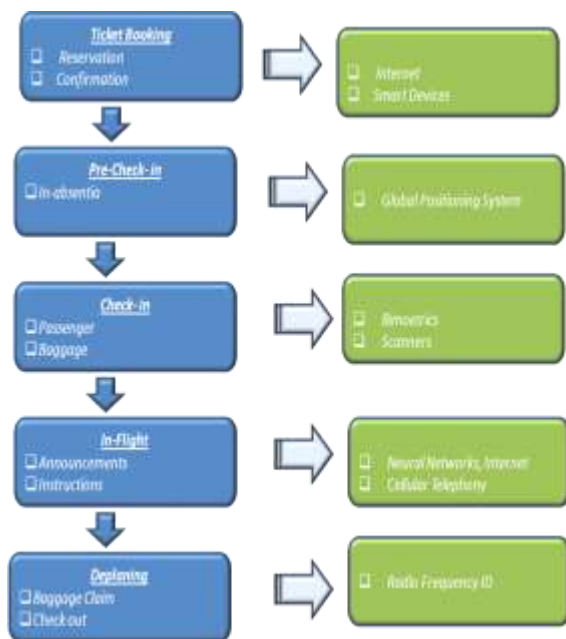 Ticket Booking
Reservation
Confirmation
Internet
Smart Devices
Pre-Check- in
In-absentia
Global Positioning System
Check- in
Passenger
Baggage
Bimoetrics
Scanners
In-Flight
Announcements
Instructions
Neural Networks, Internet
Cellular Telephony
Deplaning
Baggage Claim
Check out
Radio Frequency ID